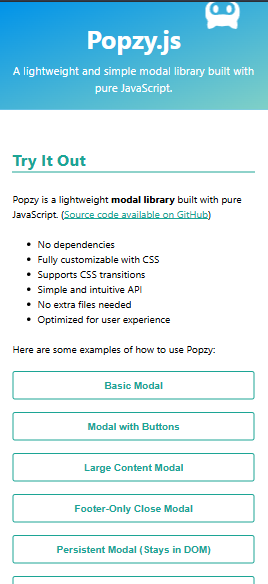 Popzy.js
A lightweight and simple modal library built with
pure JavaScript.
Try It Out
Popzy is a lightweight modal library built with pure
JavaScript. (Source code available on GitHub)
No dependencies
Fully customizable with CSS
Supports CSS transitions
Simple and intuitive API
No extra files needed
Optimized for user experience
Here are some examples of how to use Popzy:
Basic Modal
Modal with Buttons
Large Content Modal
Footer-Only Close Modal
Persistent Modal (Stays in DOM)